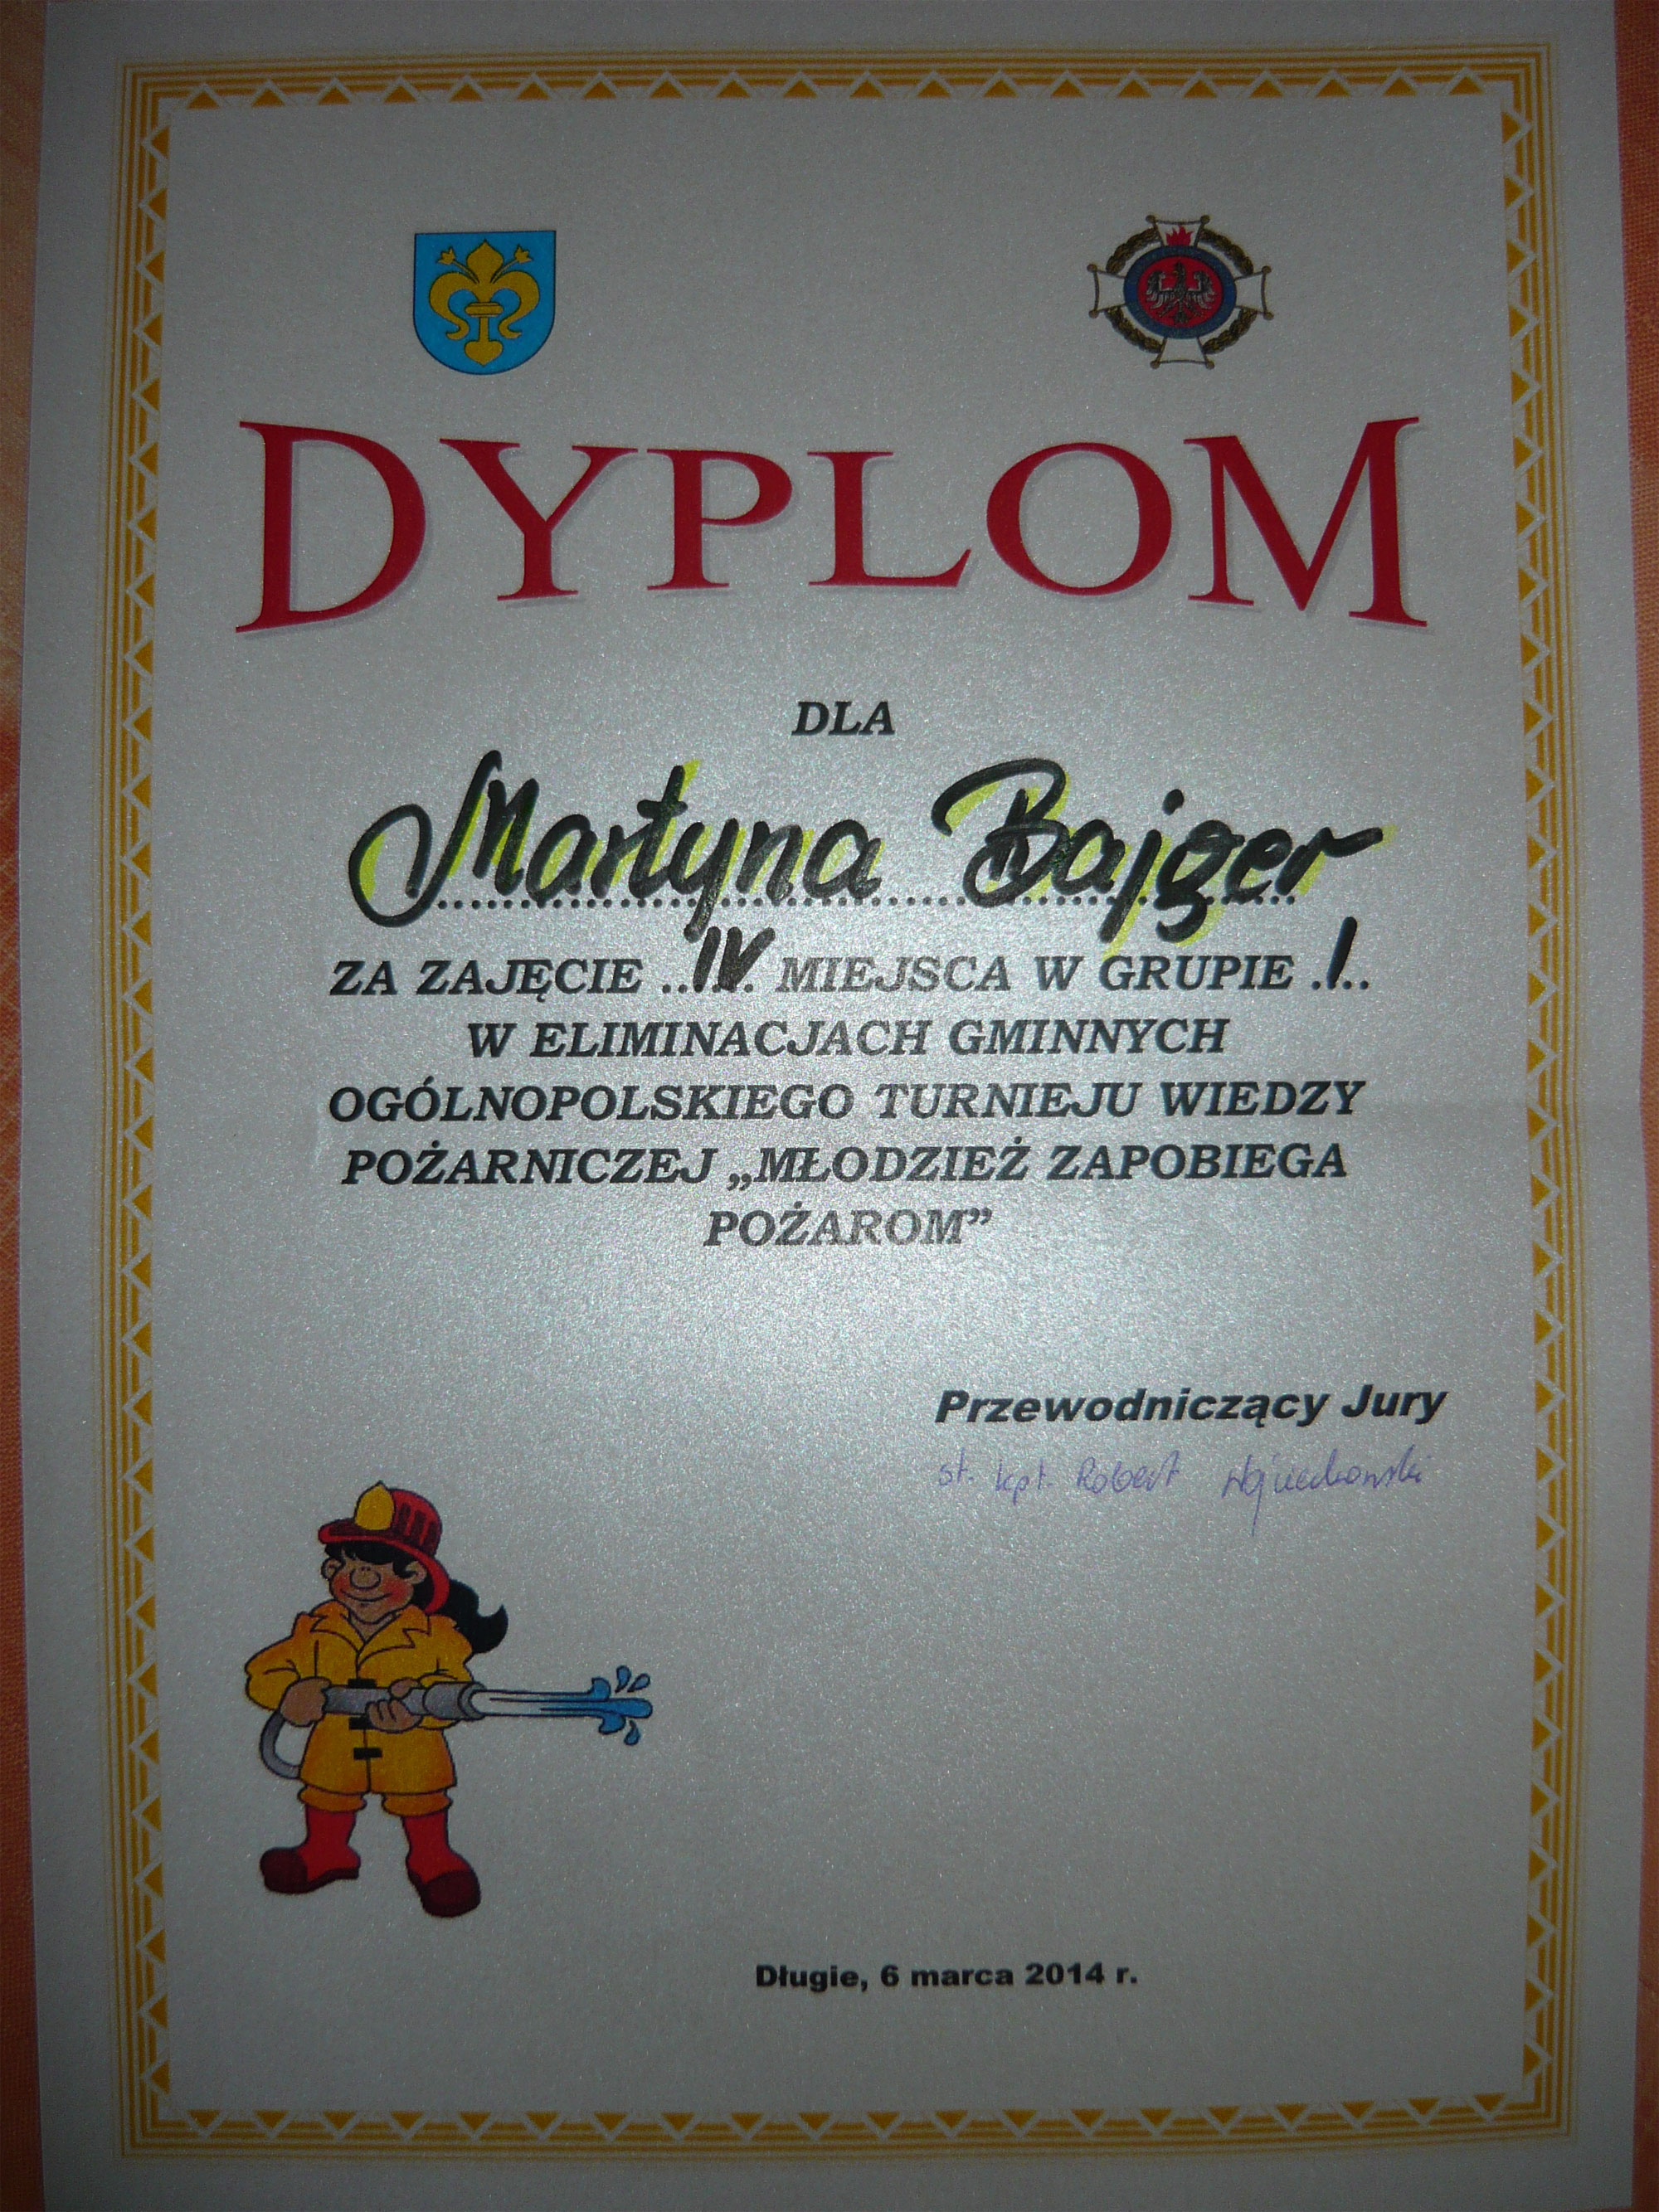 DYPLOM
DLA
Martyna Bajger
ZA ZAJĘCIE ..IV. MIEJSCA W GRUPIE .I..
W ELIMINACJACH GMINNYCH
OGÓLNOPOLSKIEGO TURNIEJU WIEDZY
POŻARNICZEJ „MŁODZIEŻ ZAPOBIEGA
POŻAROM”
Przewodniczący Jury
st. kpt. Robert Wojciechowski
Długie, 6 marca 2014 r.